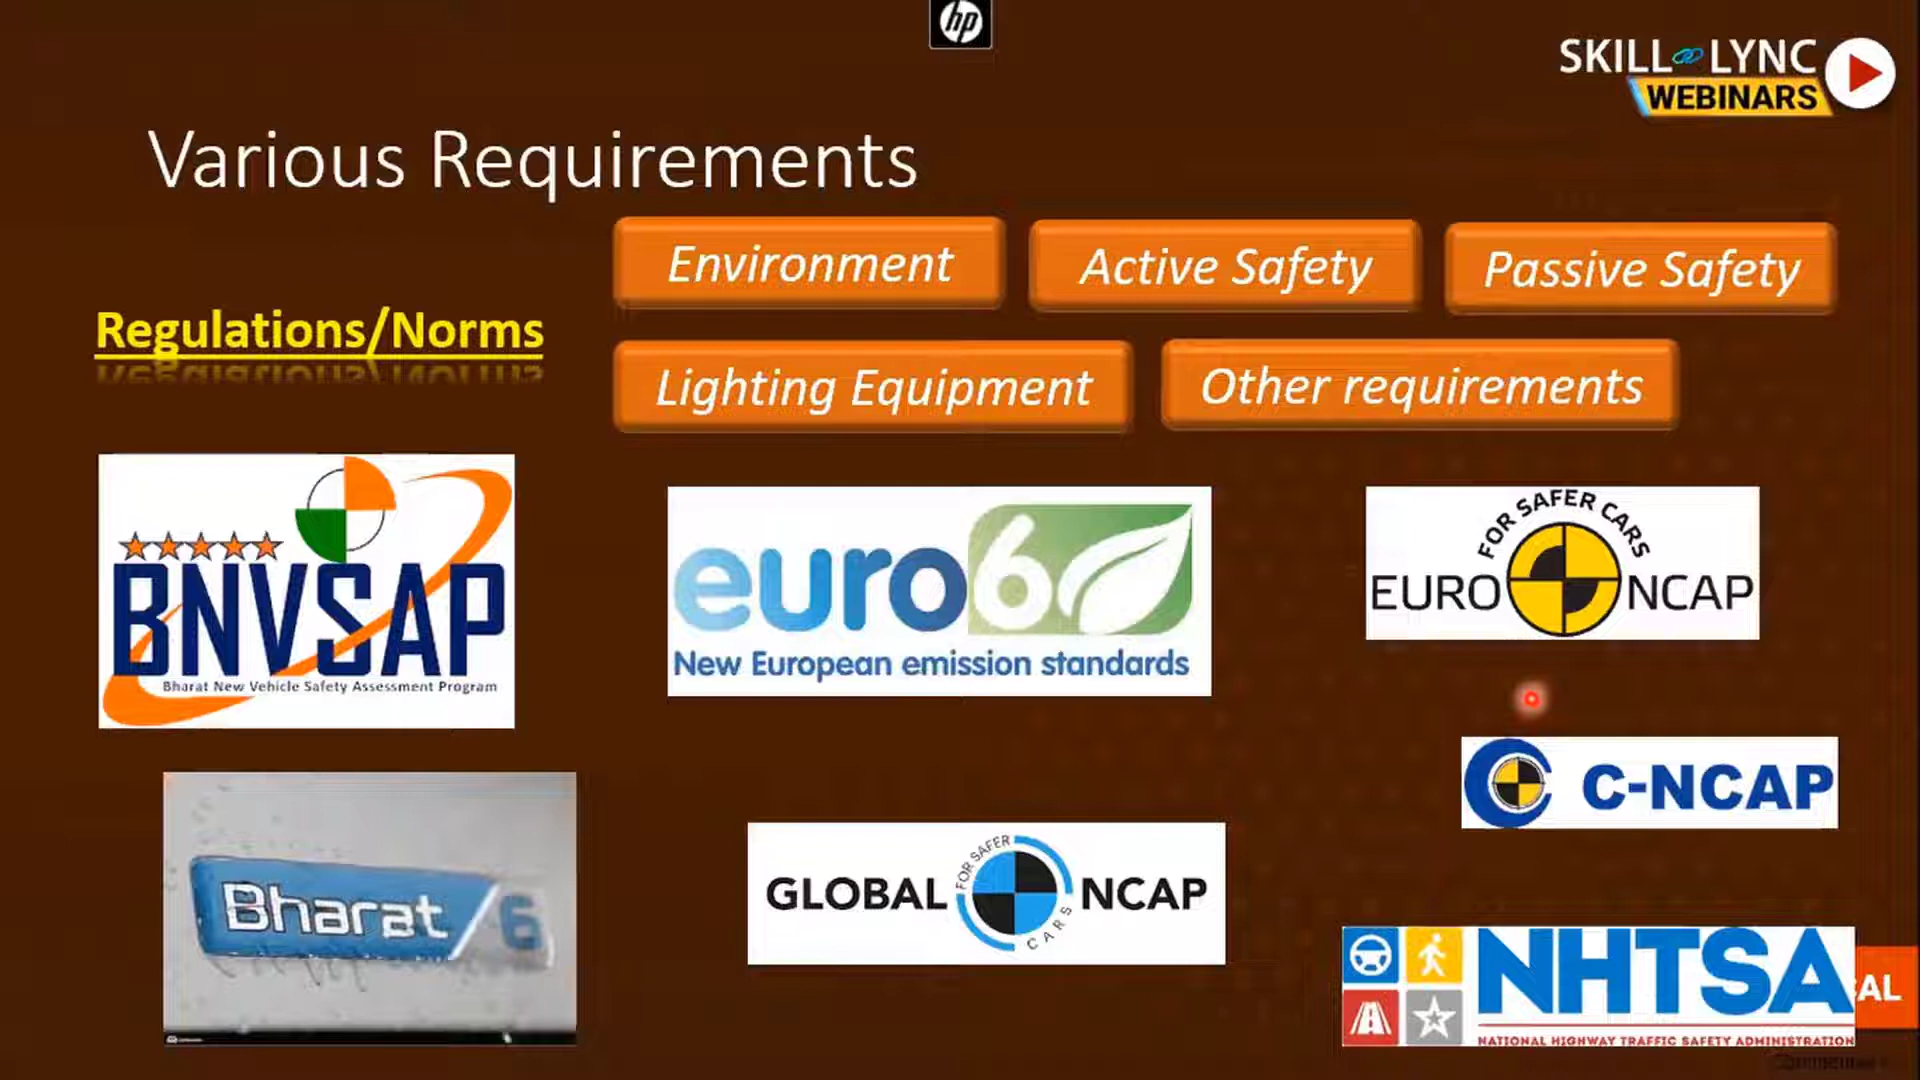 hp
SKILL LYNC
WEBINARS
Various Requirements
Environment
Active Safety
Passive Safety
Regulations/Norms
Lighting Equipment
Other requirements
BNVSAP
Bharat New Vehicle Safety Assessment Program
euro6
New European emission standards
FOR SAFER CARS
EURO NCAP
C-NCAP
Bharat 6
GLOBAL NCAP
FOR SAFER CARS
NHTSA
NATIONAL HIGHWAY TRAFFIC SAFETY ADMINISTRATION